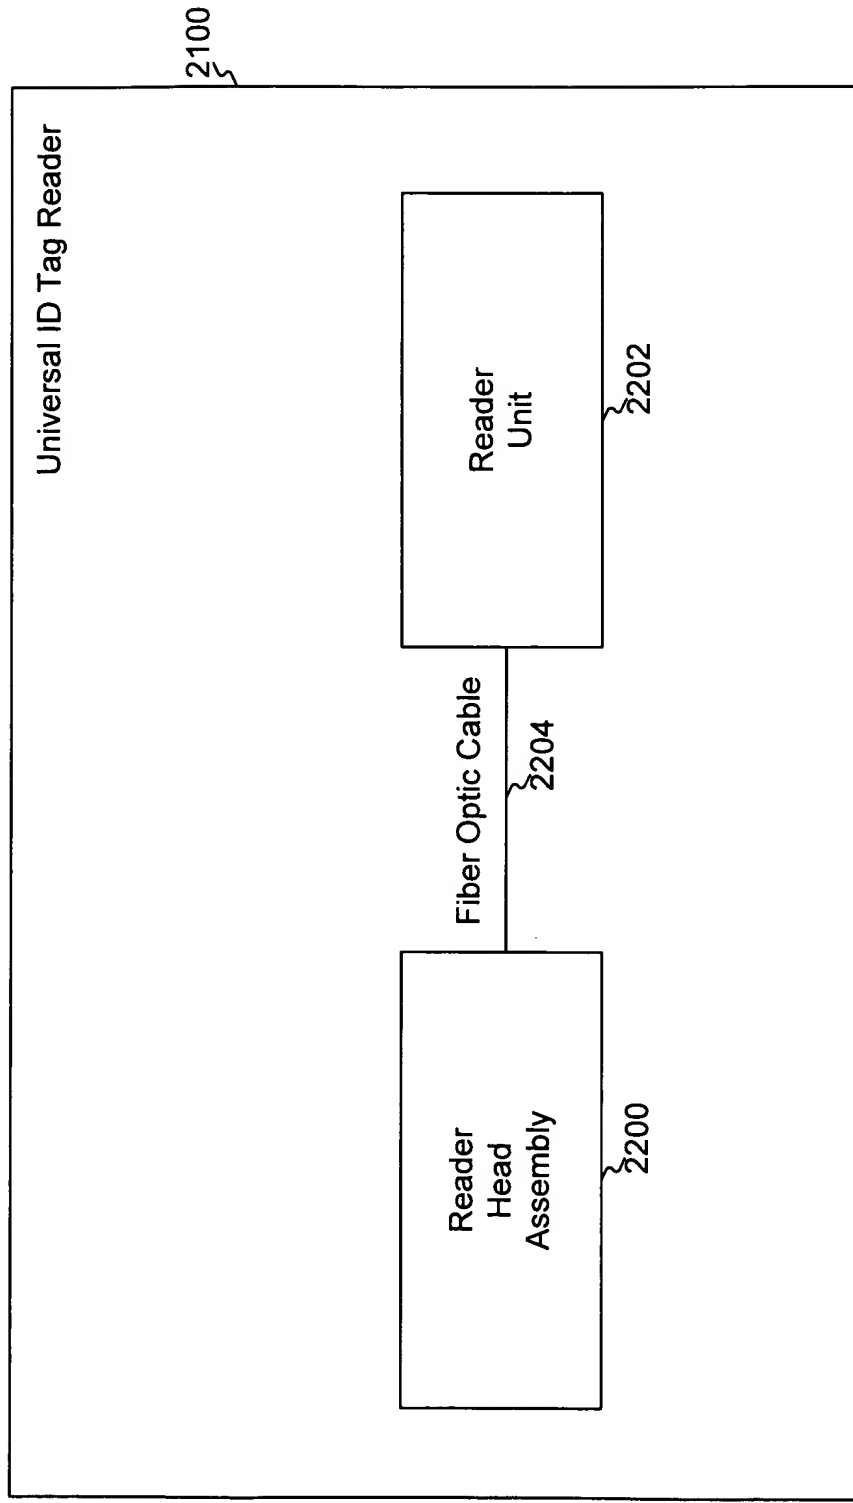 2100
Universal ID Tag Reader
Reader
Head
Assembly
2200
Fiber Optic Cable
2204
Reader
Unit
2202